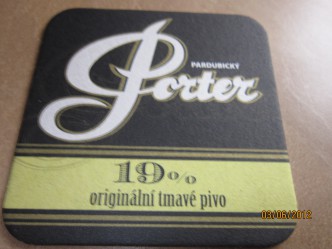 PARDUBICKÝ
Porter
19%
originální tmavé pivo
03/06/2012